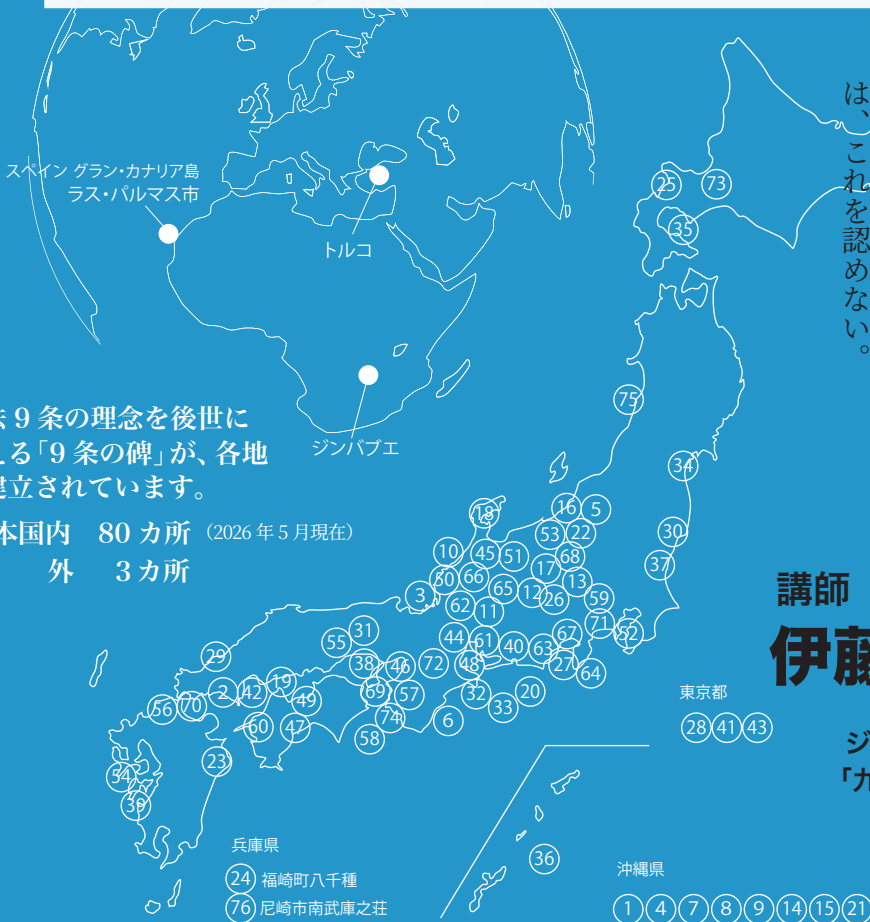 は、これを認めない。
スペイン グラン・カナリア島
ラス・パルマス市
トルコ
ジンバブエ
9条の理念を後世に
る「9条の碑」が、各地
建立されています。
本国内 80カ所(2026年5月現在)
外 3カ所
25 73
35
75
34
18 16 5
30
53 22
10 45 51 68
37
50 66 17 13
3 65 12 26 59
62 11
71 52
31 44 61 67
55 40 63
29 38 46 72 48 27 64
19
2 42 69 57 32 20
56 70 49 33
74 6
60 47
58
23
54
39
講師
伊藤
ジ
「九
東京都
28 41 43
兵庫県
24 福崎町八千種
76 尼崎市南武庫之荘
36
沖縄県
1 4 7 8 9 14 15 21